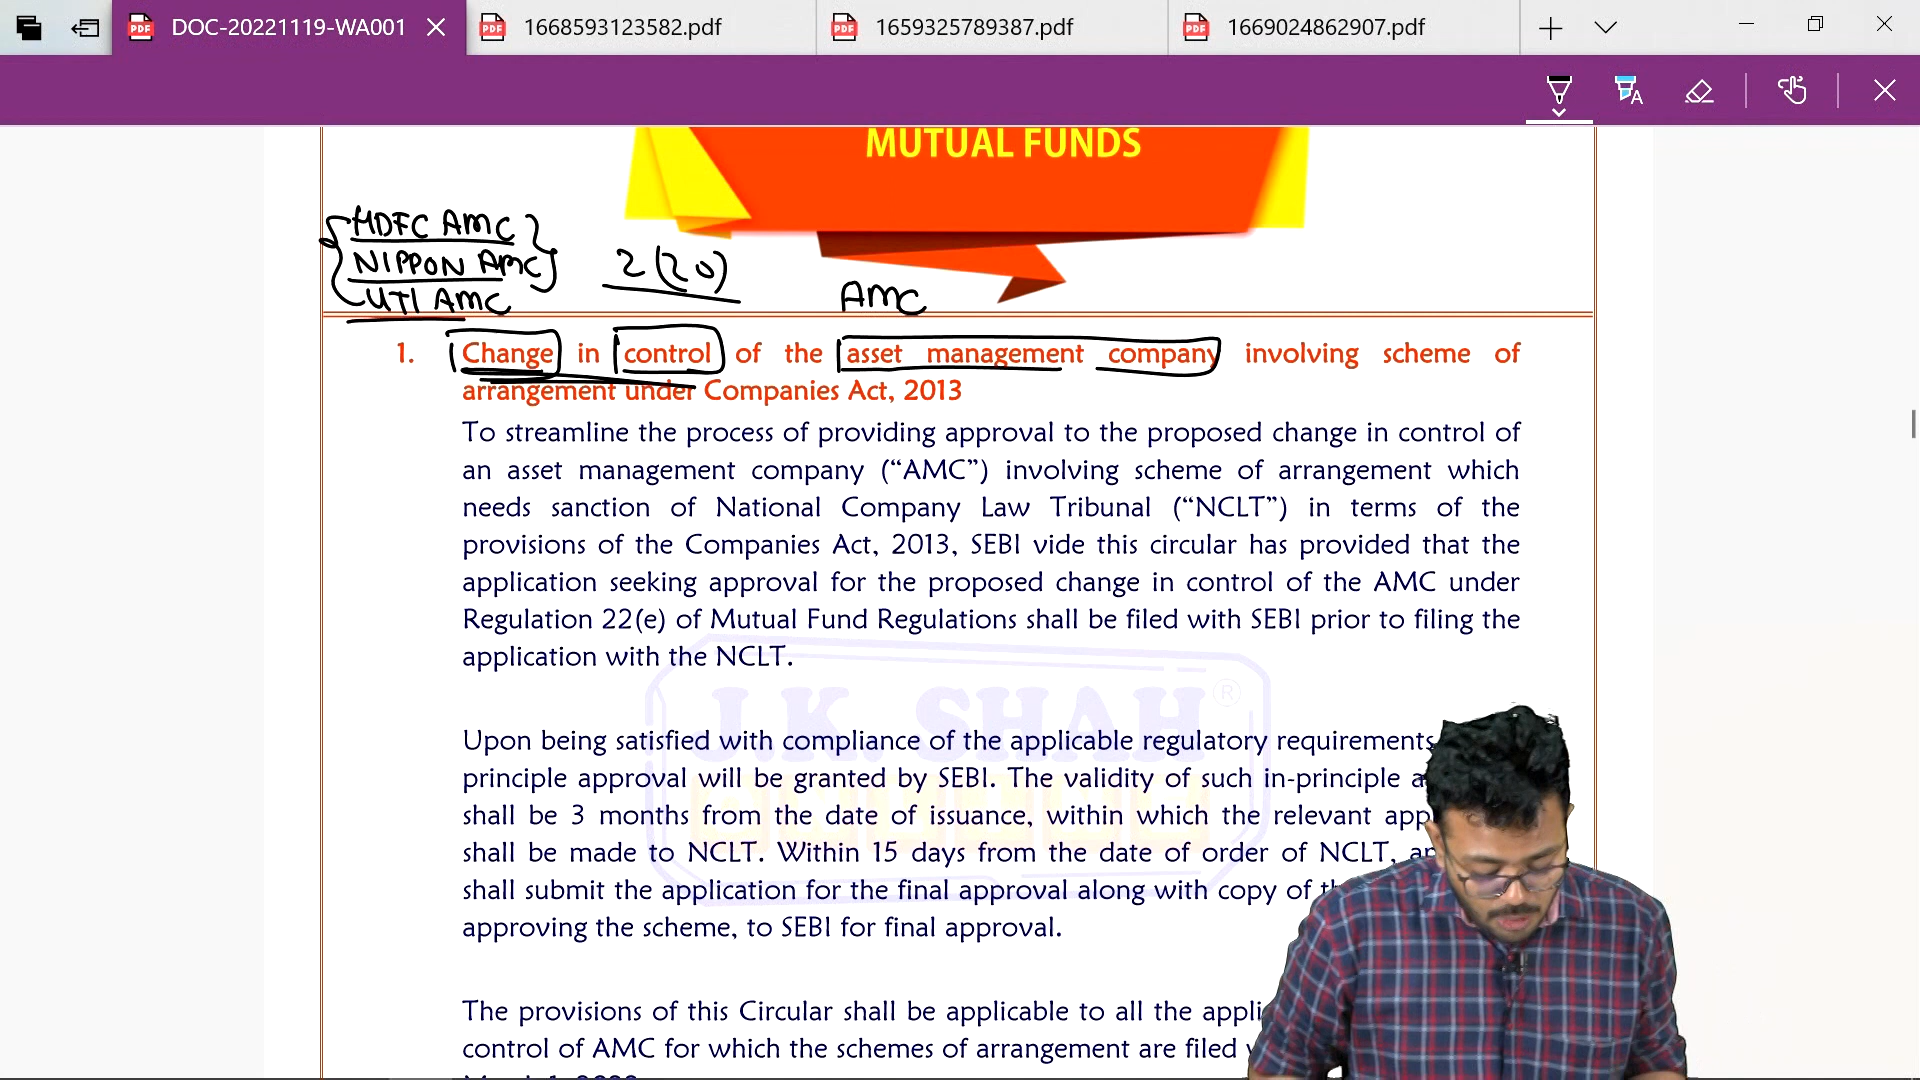 DOC-20221119-WA001
1668593123582.pdf
1659325789387.pdf
1669024862907.pdf
MUTUAL FUNDS
HDFC AMC
NIPPON AMC
UTI AMC
2(20)
AMC
1. Change in control of the asset management company involving scheme of
arrangement under Companies Act, 2013
To streamline the process of providing approval to the proposed change in control of
an asset management company (“AMC”) involving scheme of arrangement which
needs sanction of National Company Law Tribunal (“NCLT”) in terms of the
provisions of the Companies Act, 2013, SEBI vide this circular has provided that the
application seeking approval for the proposed change in control of the AMC under
Regulation 22(e) of Mutual Fund Regulations shall be filed with SEBI prior to filing the
application with the NCLT.
J.K. SHAH ®
Upon being satisfied with compliance of the applicable regulatory requirements
principle approval will be granted by SEBI. The validity of such in-principle
shall be 3 months from the date of issuance, within which the relevant
shall be made to NCLT. Within 15 days from the date of order of NCLT,
shall submit the application for the final approval along with copy of
approving the scheme, to SEBI for final approval.
The provisions of this Circular shall be applicable to all the
control of AMC for which the schemes of arrangement are filed